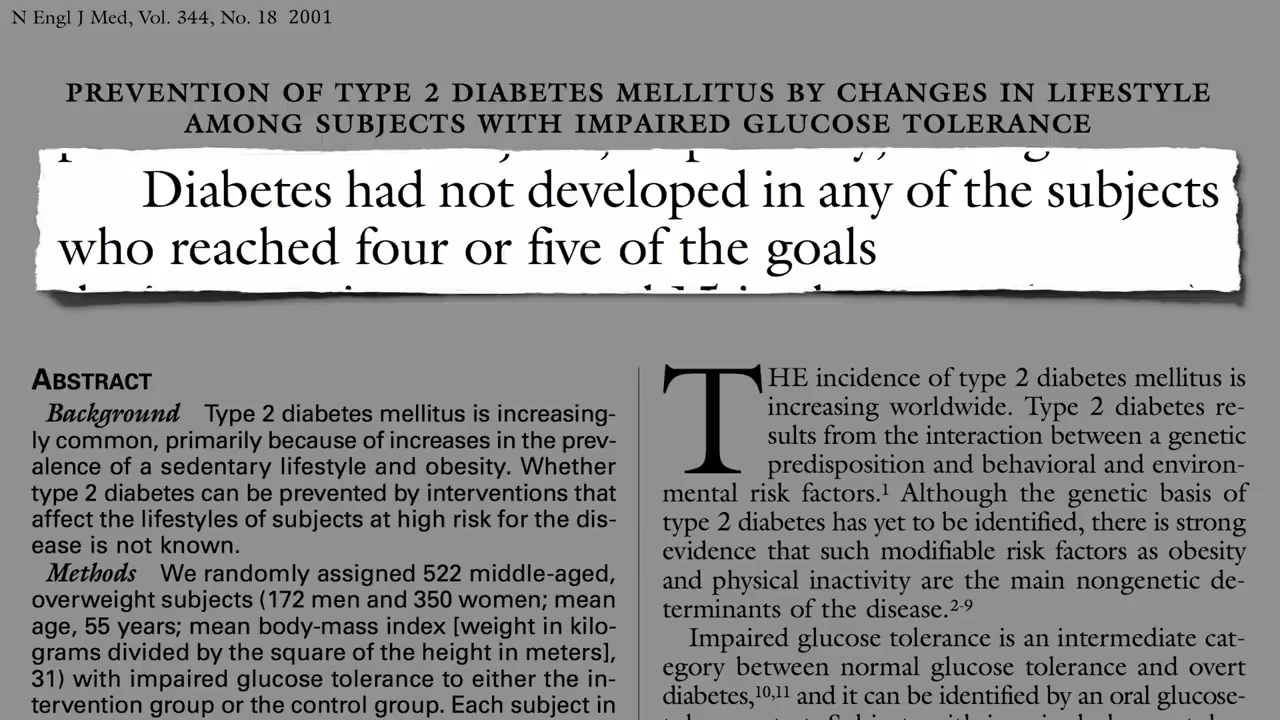 N Engl J Med, Vol. 344, No. 18 2001
PREVENTION OF TYPE 2 DIABETES MELLITUS BY CHANGES IN LIFESTYLE
AMONG SUBJECTS WITH IMPAIRED GLUCOSE TOLERANCE
Diabetes had not developed in any of the subjects
who reached four or five of the goals
ABSTRACT
Background Type 2 diabetes mellitus is increasing-
ly common, primarily because of increases in the prev-
alence of a sedentary lifestyle and obesity. Whether
type 2 diabetes can be prevented by interventions that
affect the lifestyles of subjects at high risk for the dis-
ease is not known.
Methods We randomly assigned 522 middle-aged,
overweight subjects (172 men and 350 women; mean
age, 55 years; mean body-mass index [weight in kilo-
grams divided by the square of the height in meters],
31) with impaired glucose tolerance to either the in-
tervention group or the control group. Each subject in
THE incidence of type 2 diabetes mellitus is
increasing worldwide. Type 2 diabetes re-
sults from the interaction between a genetic
predisposition and behavioral and environ-
mental risk factors.1 Although the genetic basis of
type 2 diabetes has yet to be identified, there is strong
evidence that such modifiable risk factors as obesity
and physical inactivity are the main nongenetic de-
terminants of the disease.2-9
Impaired glucose tolerance is an intermediate cat-
egory between normal glucose tolerance and overt
diabetes,10,11 and it can be identified by an oral glucose-